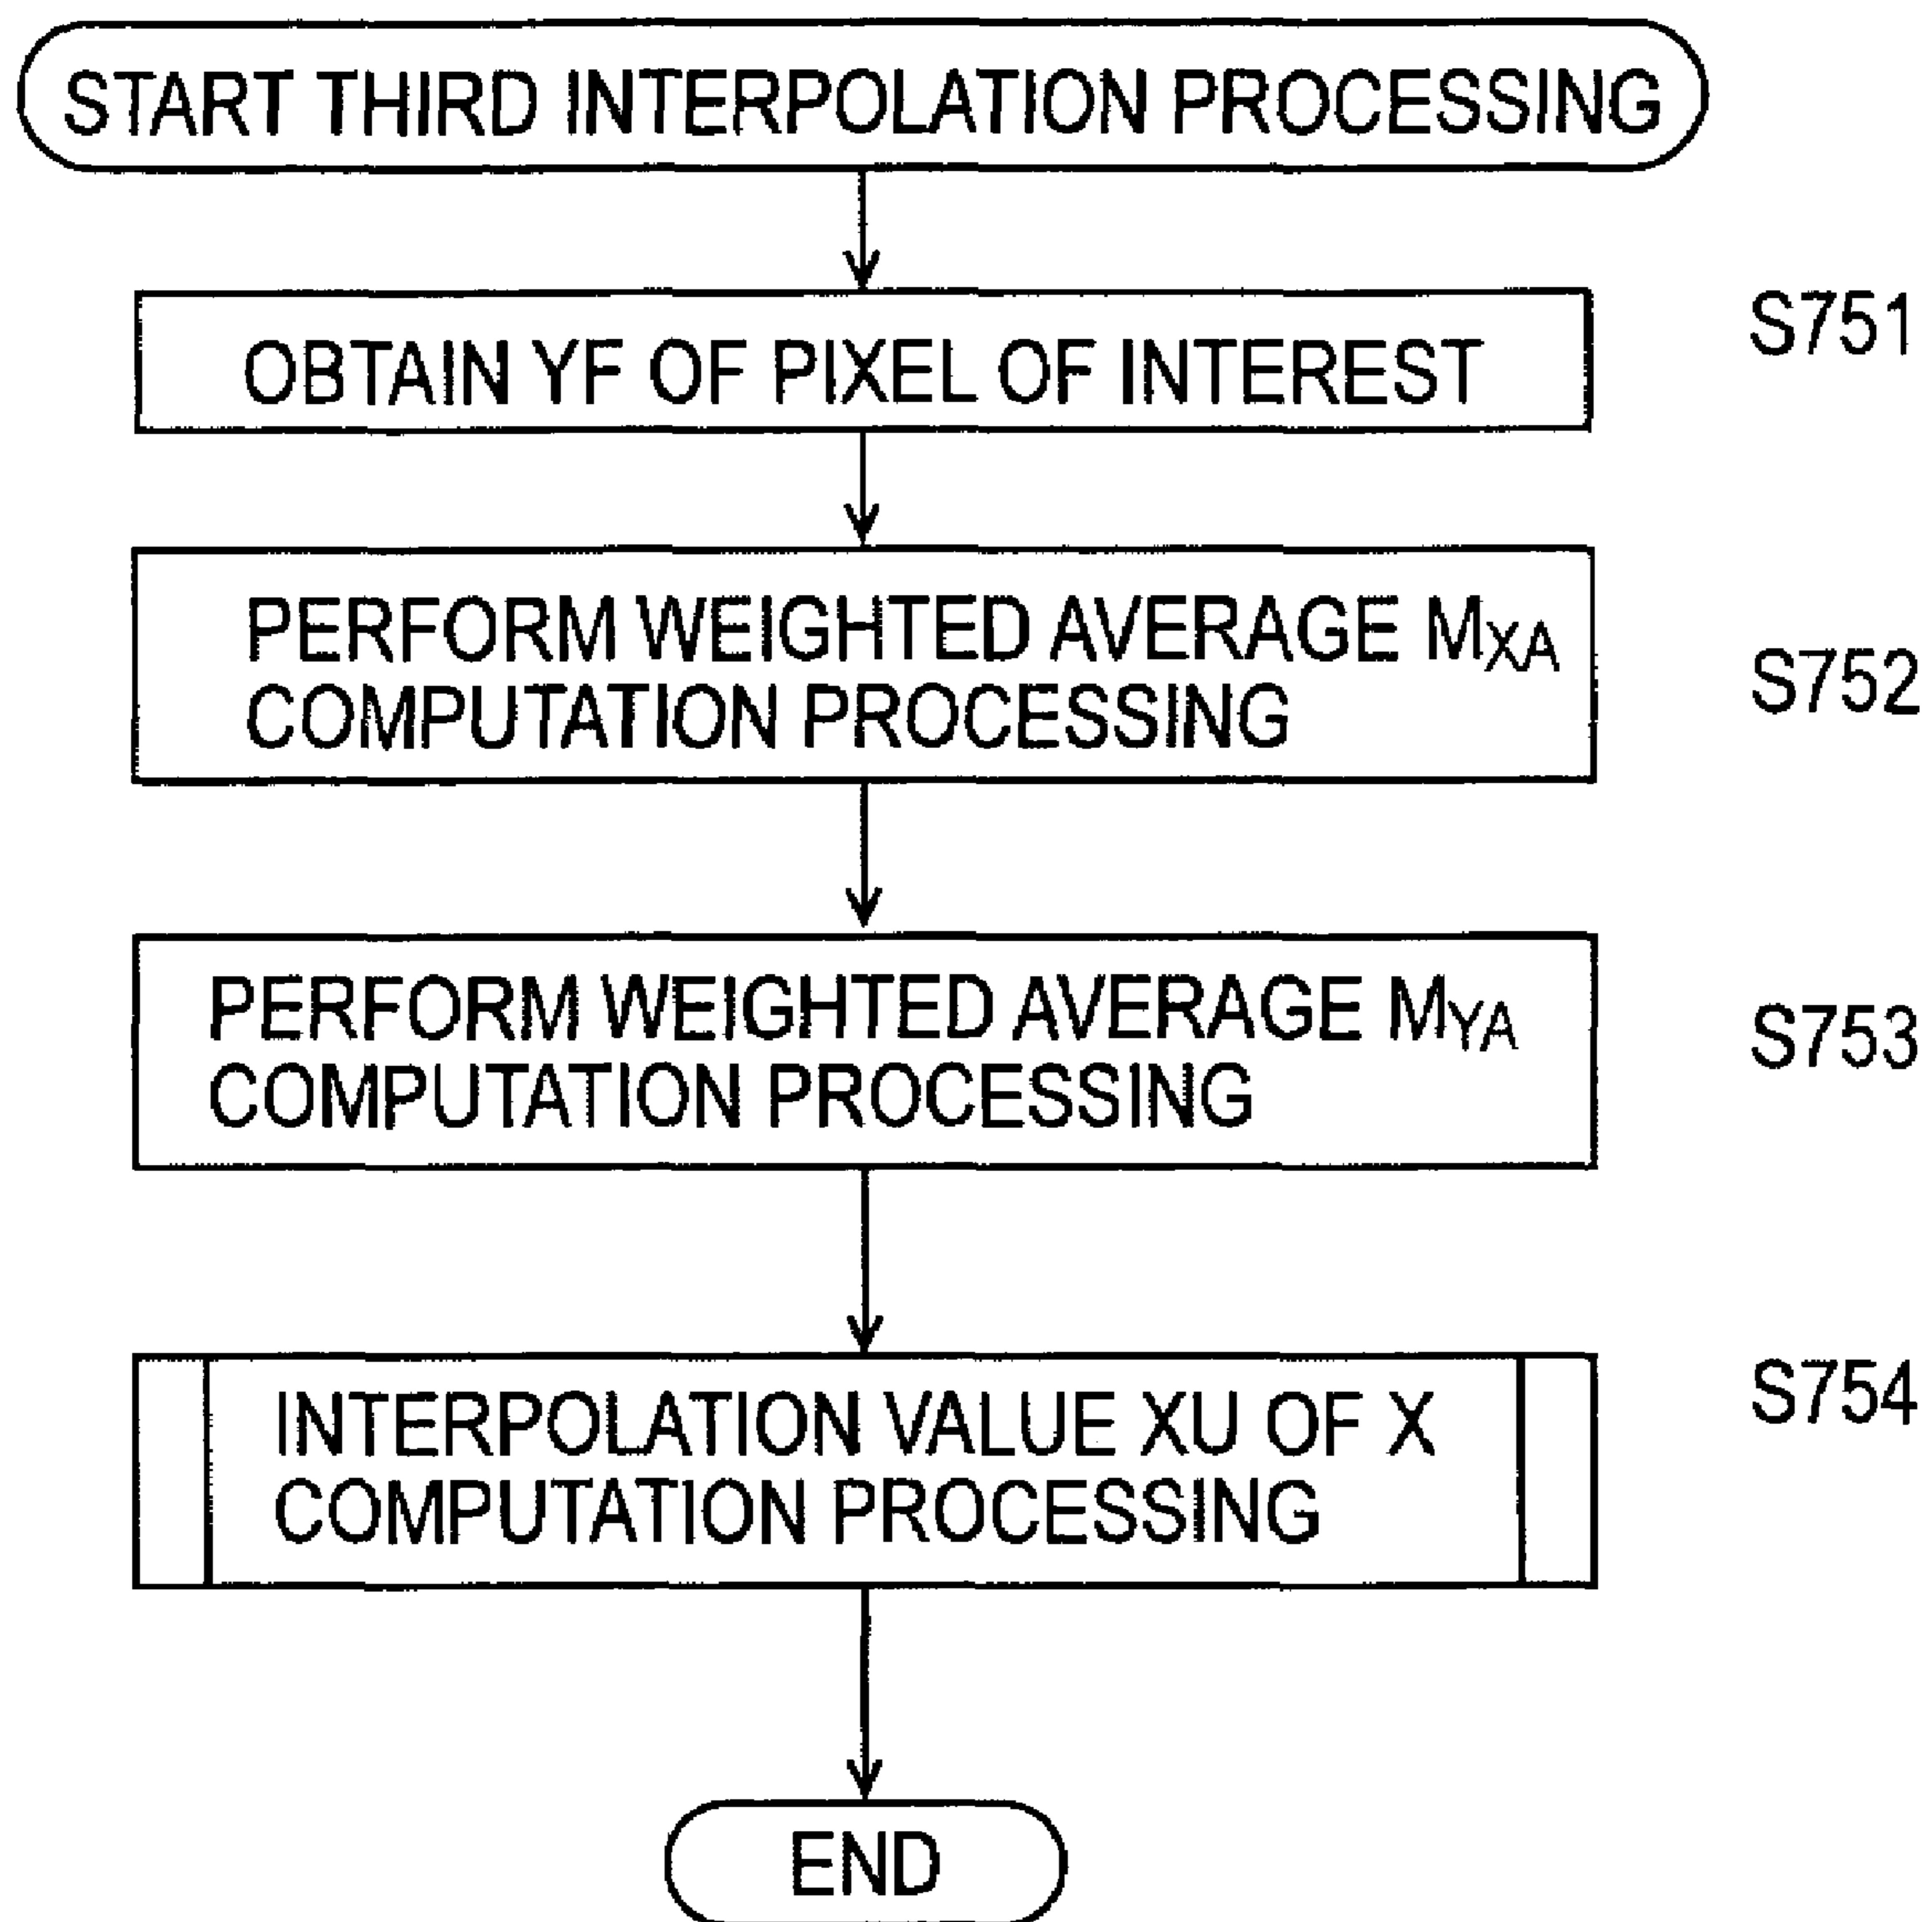 START THIRD INTERPOLATION PROCESSING
OBTAIN YF OF PIXEL OF INTEREST
S751
PERFORM WEIGHTED AVERAGE MXA
COMPUTATION PROCESSING
S752
PERFORM WEIGHTED AVERAGE MYA
COMPUTATION PROCESSING
S753
INTERPOLATION VALUE XU OF X
COMPUTATION PROCESSING
S754
END